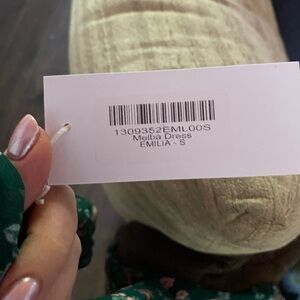 1309352EML00S
Melba Dress
EMILIA - S